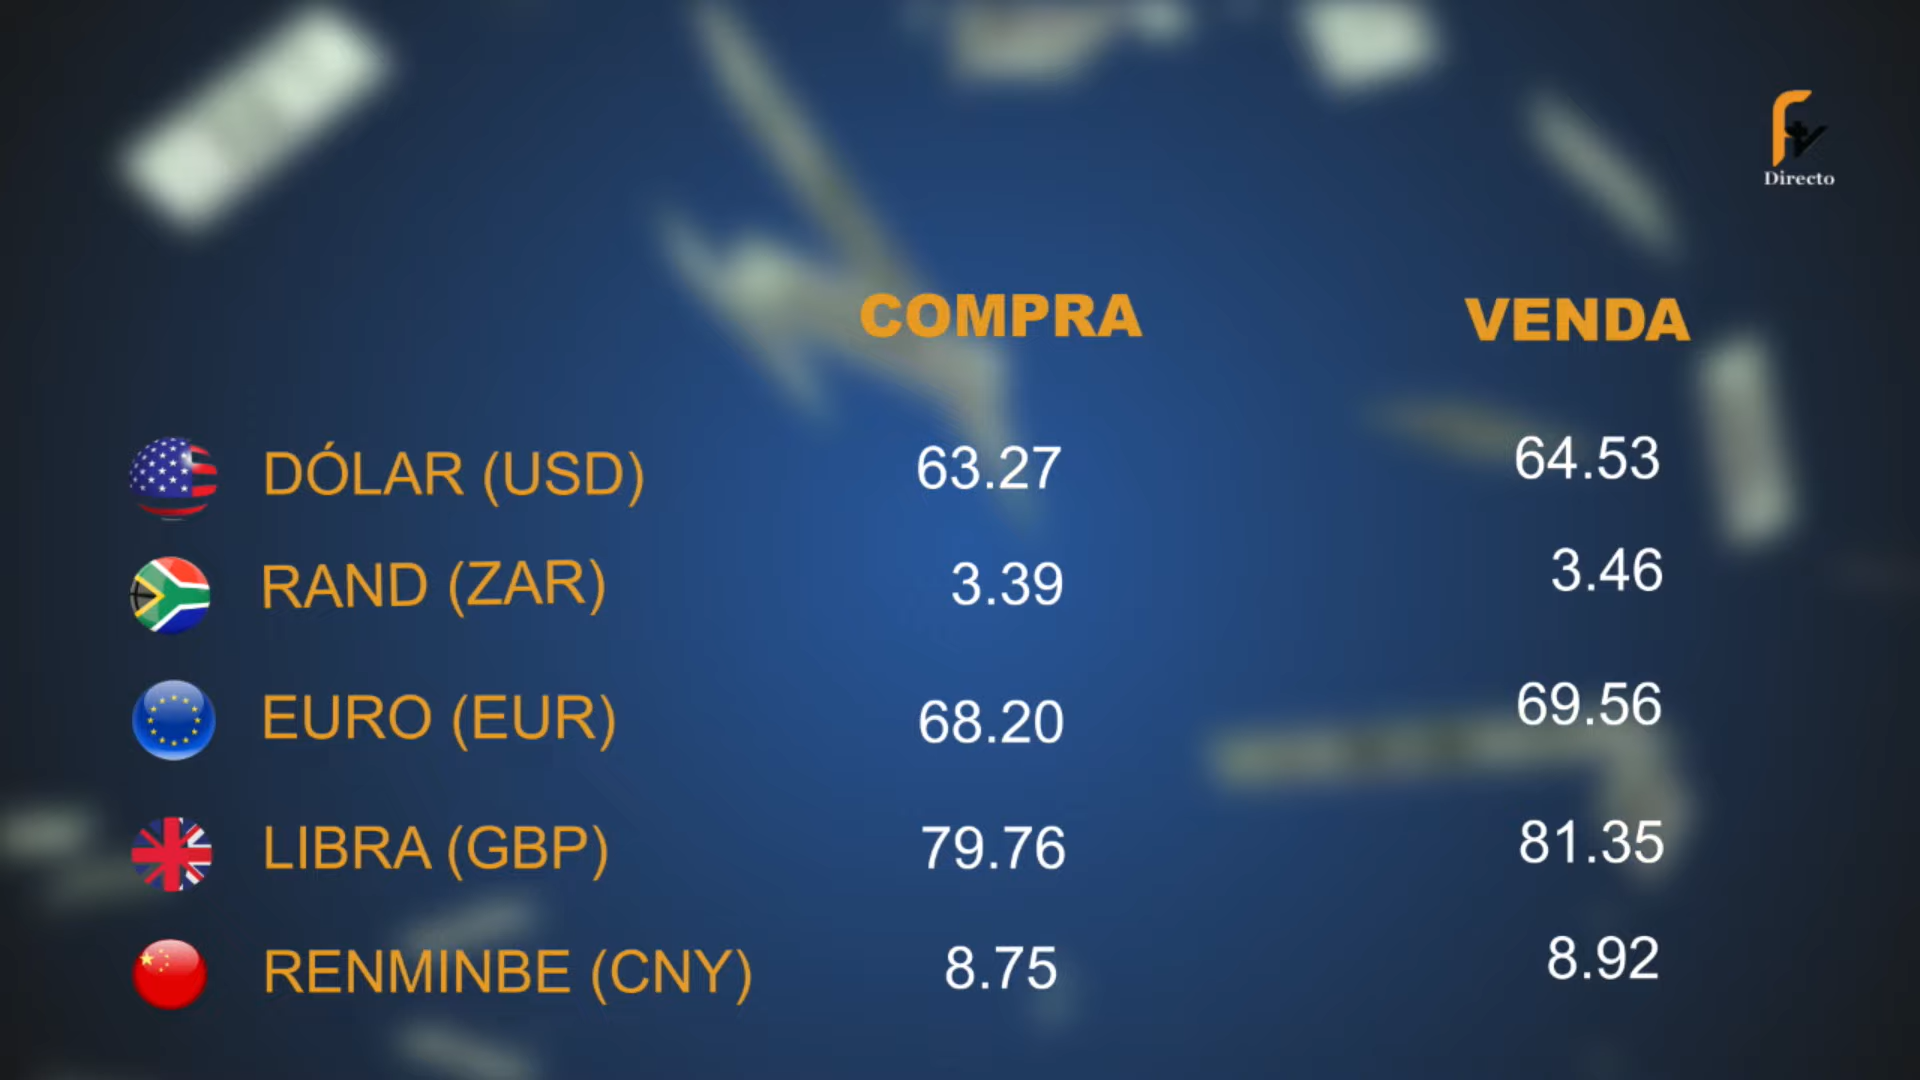 Directo
COMPRA VENDA
DÓLAR (USD) 63.27 64.53
RAND (ZAR) 3.39 3.46
EURO (EUR) 68.20 69.56
LIBRA (GBP) 79.76 81.35
RENMINBE (CNY) 8.75 8.92